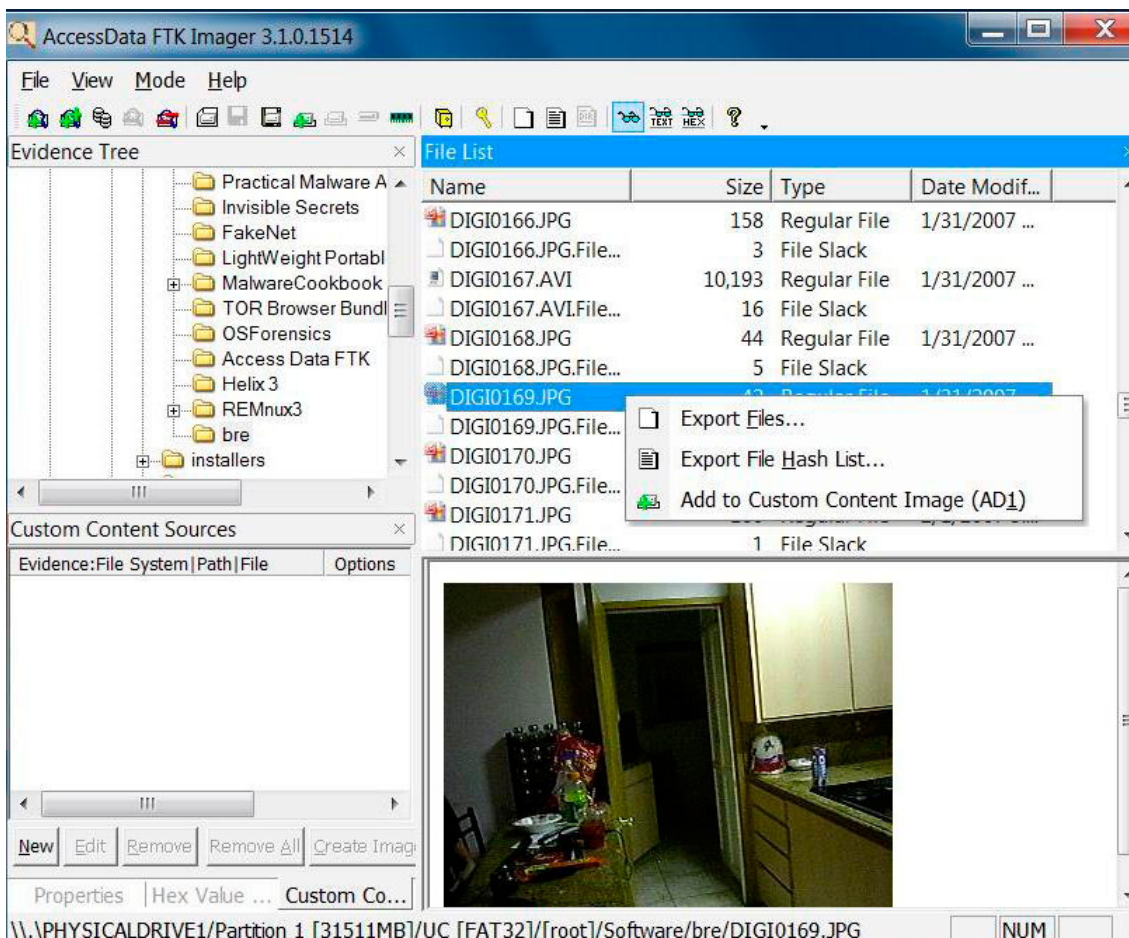 AccessData FTK Imager 3.1.0.1514
File View Mode Help
TEXT HEX
Evidence Tree
Practical Malware A
Invisible Secrets
FakeNet
LightWeight Portabl
MalwareCookbook
TOR Browser Bundl
OSForensics
Access Data FTK
Helix 3
REMnux3
bre
installers
File List
Name Size Type Date Modif...
DIGI0166.JPG 158 Regular File 1/31/2007 ...
DIGI0166.JPG.File... 3 File Slack
DIGI0167.AVI 10,193 Regular File 1/31/2007 ...
DIGI0167.AVI.File... 16 File Slack
DIGI0168.JPG 44 Regular File 1/31/2007 ...
DIGI0168.JPG.File... 5 File Slack
DIGI0169.JPG Regular File 1/31/2007
DIGI0169.JPG.File...
DIGI0170.JPG
DIGI0170.JPG.File...
DIGI0171.JPG
DIGI0171.JPG.File... 1 File Slack
Export Files...
Export File Hash List...
Add to Custom Content Image (AD1)
Custom Content Sources
Evidence:File System|Path|File Options
New Edit Remove Remove All Create Imag
Properties Hex Value ... Custom Co...
\\.\PHYSICALDRIVE1/Partition 1 [31511MB]/UC [FAT32]/[root]/Software/bre/DIGI0169.JPG NUM